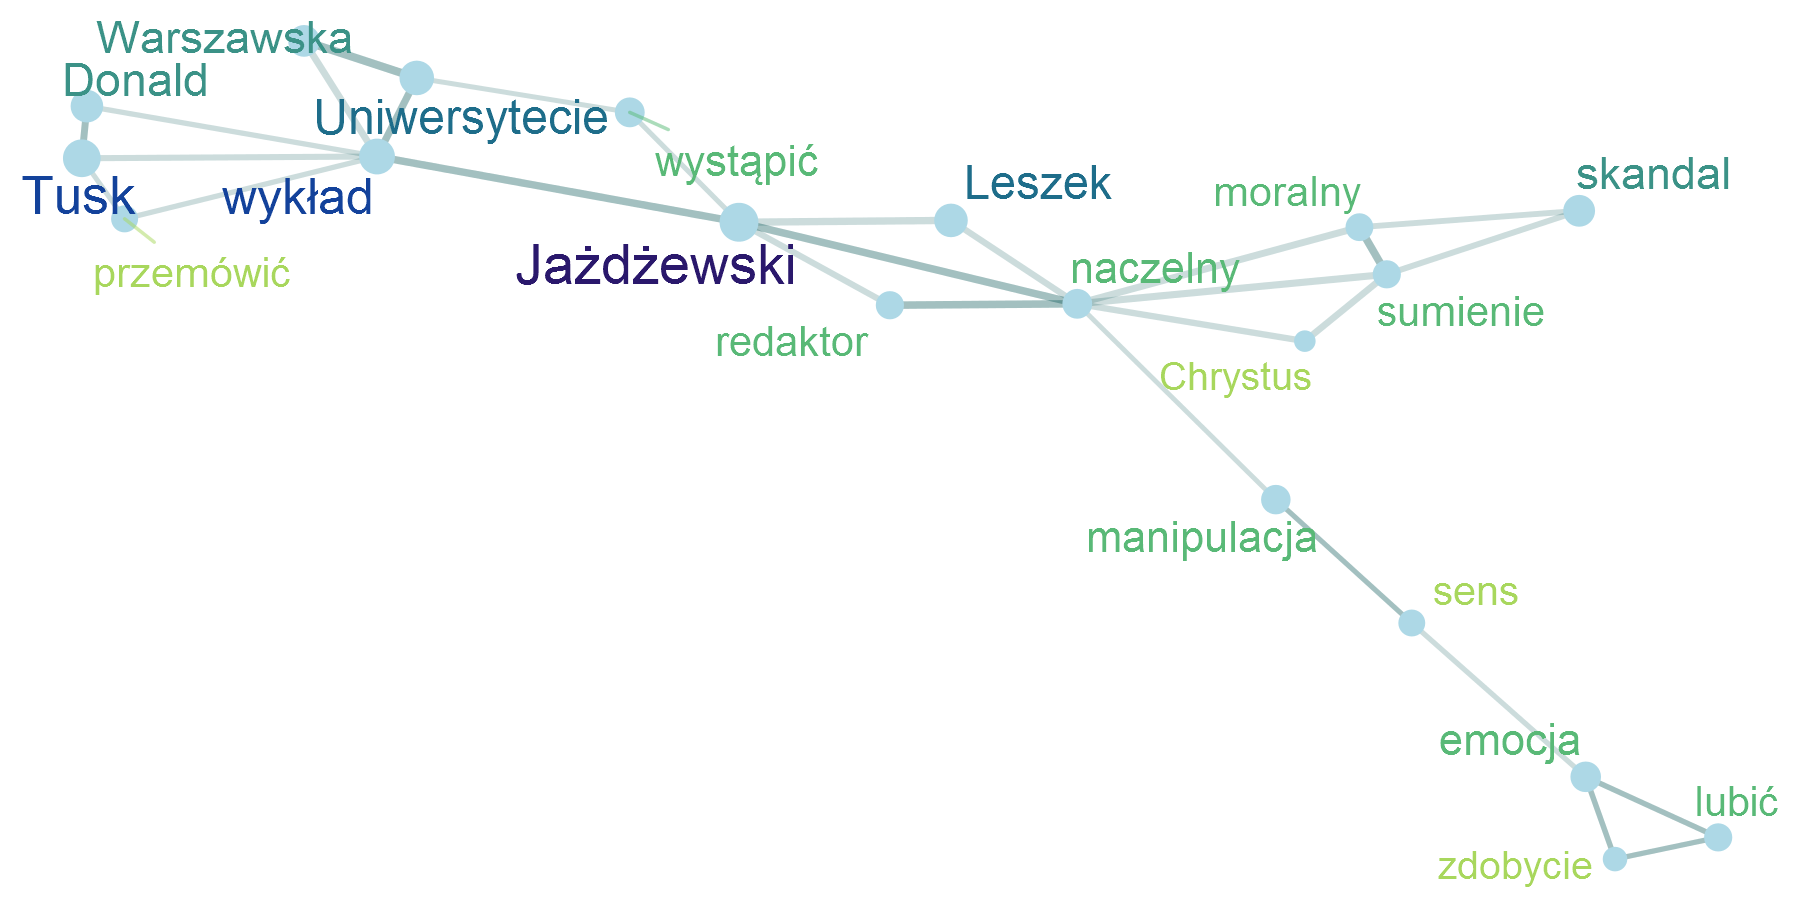 Warszawska
Donald
Uniwersytecie
wystąpić
Leszek
moralny
skandal
Tusk
wykład
przemówić
Jażdżewski
naczelny
sumienie
redaktor
Chrystus
manipulacja
sens
emocja
lubić
zdobycie